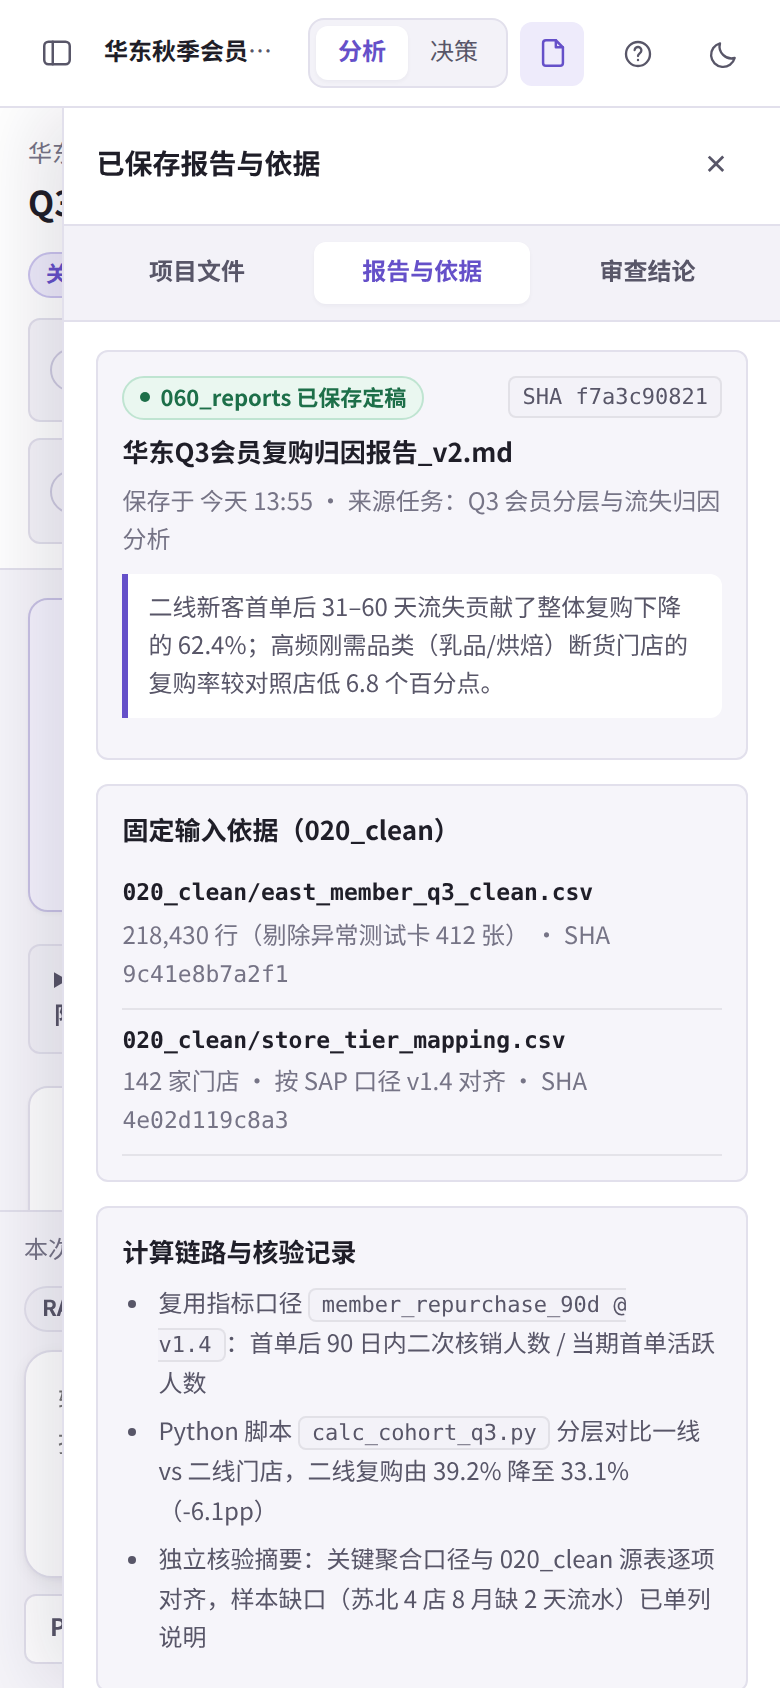 华东秋季会员···
分析
决策
已保存报告与依据
项目文件
报告与依据
审查结论
060_reports 已保存定稿
SHA f7a3c90821
华东Q3会员复购归因报告_v2.md
保存于 今天 13:55 · 来源任务：Q3 会员分层与流失归因
分析
二线新客首单后 31–60 天流失贡献了整体复购下降
的 62.4%；高频刚需品类（乳品/烘焙）断货门店的
复购率较对照店低 6.8 个百分点。
固定输入依据（020_clean）
020_clean/east_member_q3_clean.csv
218,430 行（剔除异常测试卡 412 张） · SHA
9c41e8b7a2f1
020_clean/store_tier_mapping.csv
142 家门店 · 按 SAP 口径 v1.4 对齐 · SHA
4e02d119c8a3
计算链路与核验记录
复用指标口径 member_repurchase_90d @
v1.4 ：首单后 90 日内二次核销人数 / 当期首单活跃
人数
Python 脚本 calc_cohort_q3.py 分层对比一线
vs 二线门店，二线复购由 39.2% 降至 33.1%
（-6.1pp）
独立核验摘要：关键聚合口径与 020_clean 源表逐项
对齐，样本缺口（苏北 4 店 8 月缺 2 天流水）已单列
说明
华
Q3
关
本次